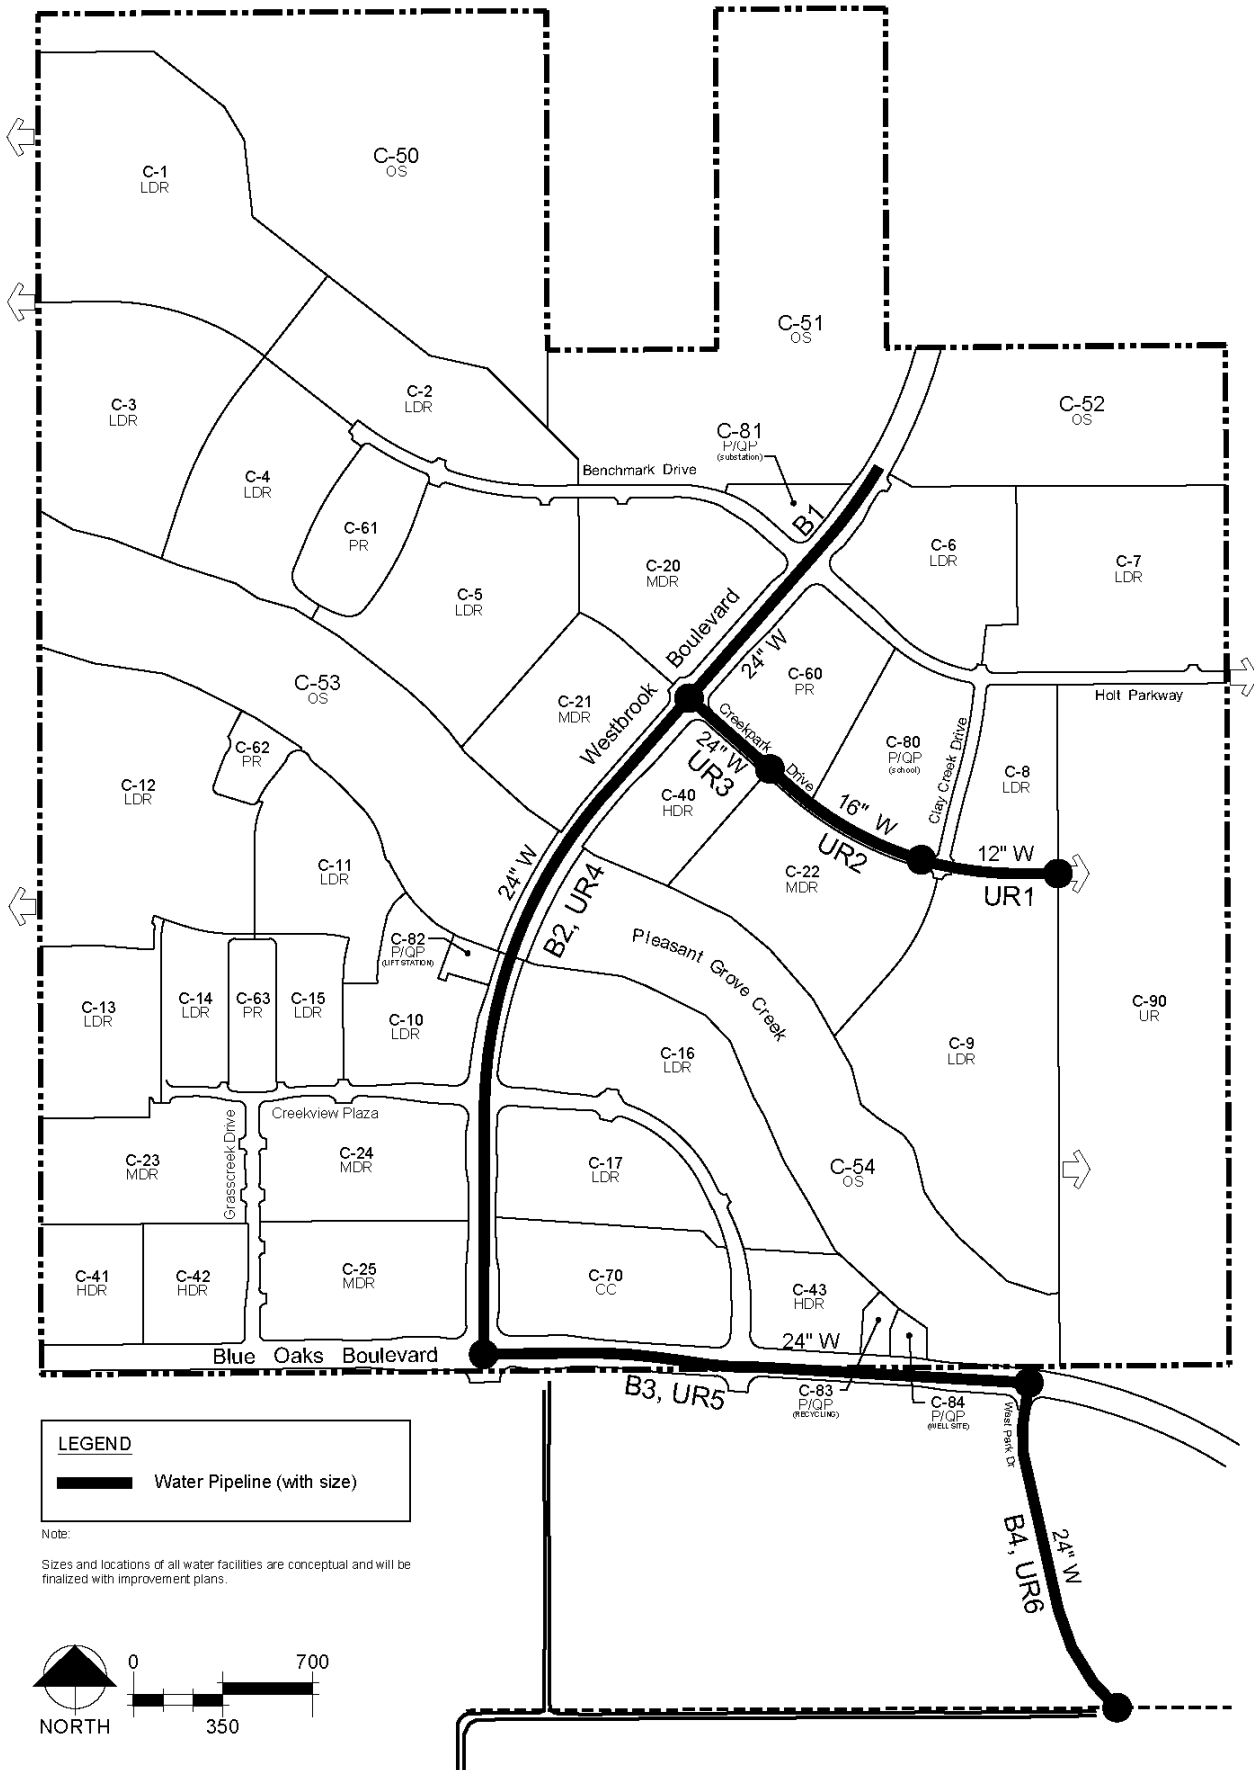 C-1
LDR
C-50
OS
C-51
OS
C-2
LDR
C-3
LDR
C-52
OS
C-81
P/QP
(substation)
Benchmark Drive
C-4
LDR
C-61
PR
B1
C-6
LDR
C-7
LDR
C-20
MDR
C-5
LDR
Westbrook Boulevard
24" W
C-60
PR
C-53
OS
C-21
MDR
Holt Parkway
Creekpark Drive
24" W
UR3
C-62
PR
C-80
P/QP
(school)
Clay Creek Drive
C-8
LDR
C-12
LDR
C-40
HDR
16" W
UR2
12" W
UR1
C-11
LDR
24" W
B2, UR4
C-22
MDR
C-82
P/QP
(LIFT STATION)
Pleasant Grove Creek
C-13
LDR
C-14
LDR
C-63
PR
C-15
LDR
C-10
LDR
C-90
UR
C-16
LDR
C-9
LDR
Creekview Plaza
Grasscreek Drive
C-23
MDR
C-24
MDR
C-17
LDR
C-54
OS
C-41
HDR
C-42
HDR
C-25
MDR
C-70
CC
C-43
HDR
24" W
Blue Oaks Boulevard
B3, UR5
C-83
P/QP
(RECYCLING)
C-84
P/QP
(WELL SITE)
West Park Dr
24" W
B4, UR6
LEGEND
Water Pipeline (with size)
Note:
Sizes and locations of all water facilities are conceptual and will be
finalized with improvement plans.
0
700
350
NORTH